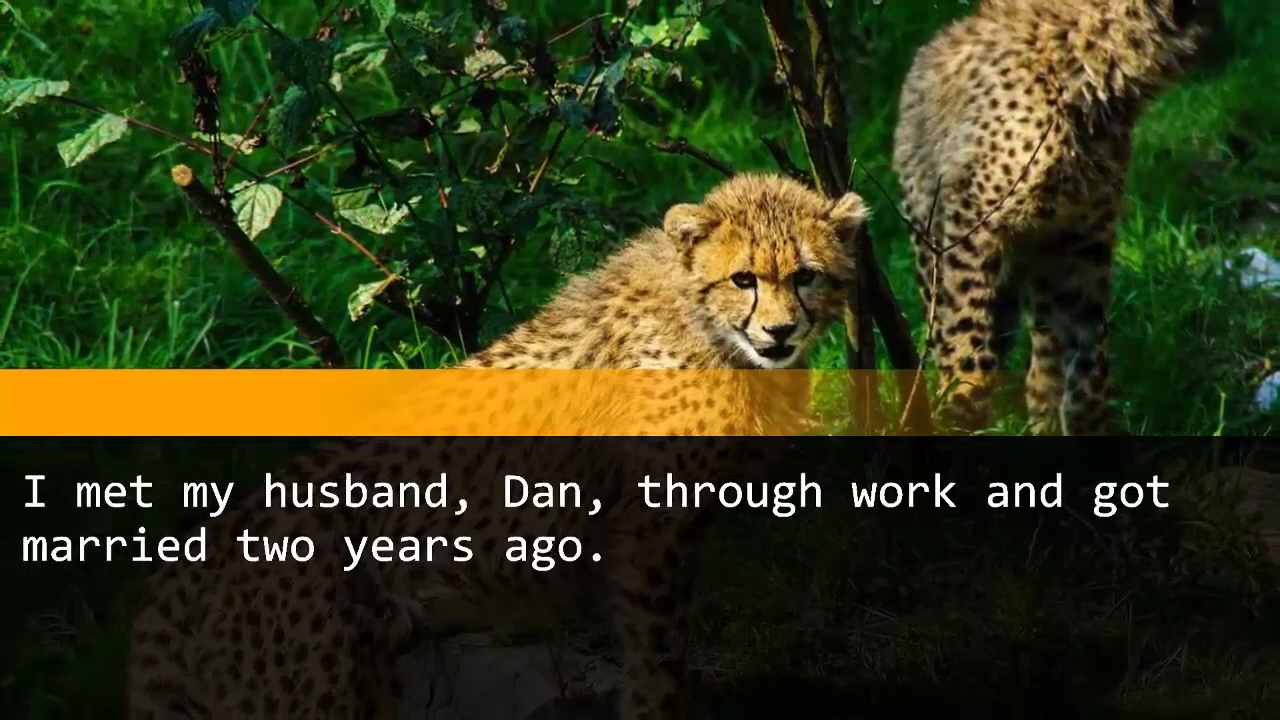 I met my husband, Dan, through work and got
married two years ago.